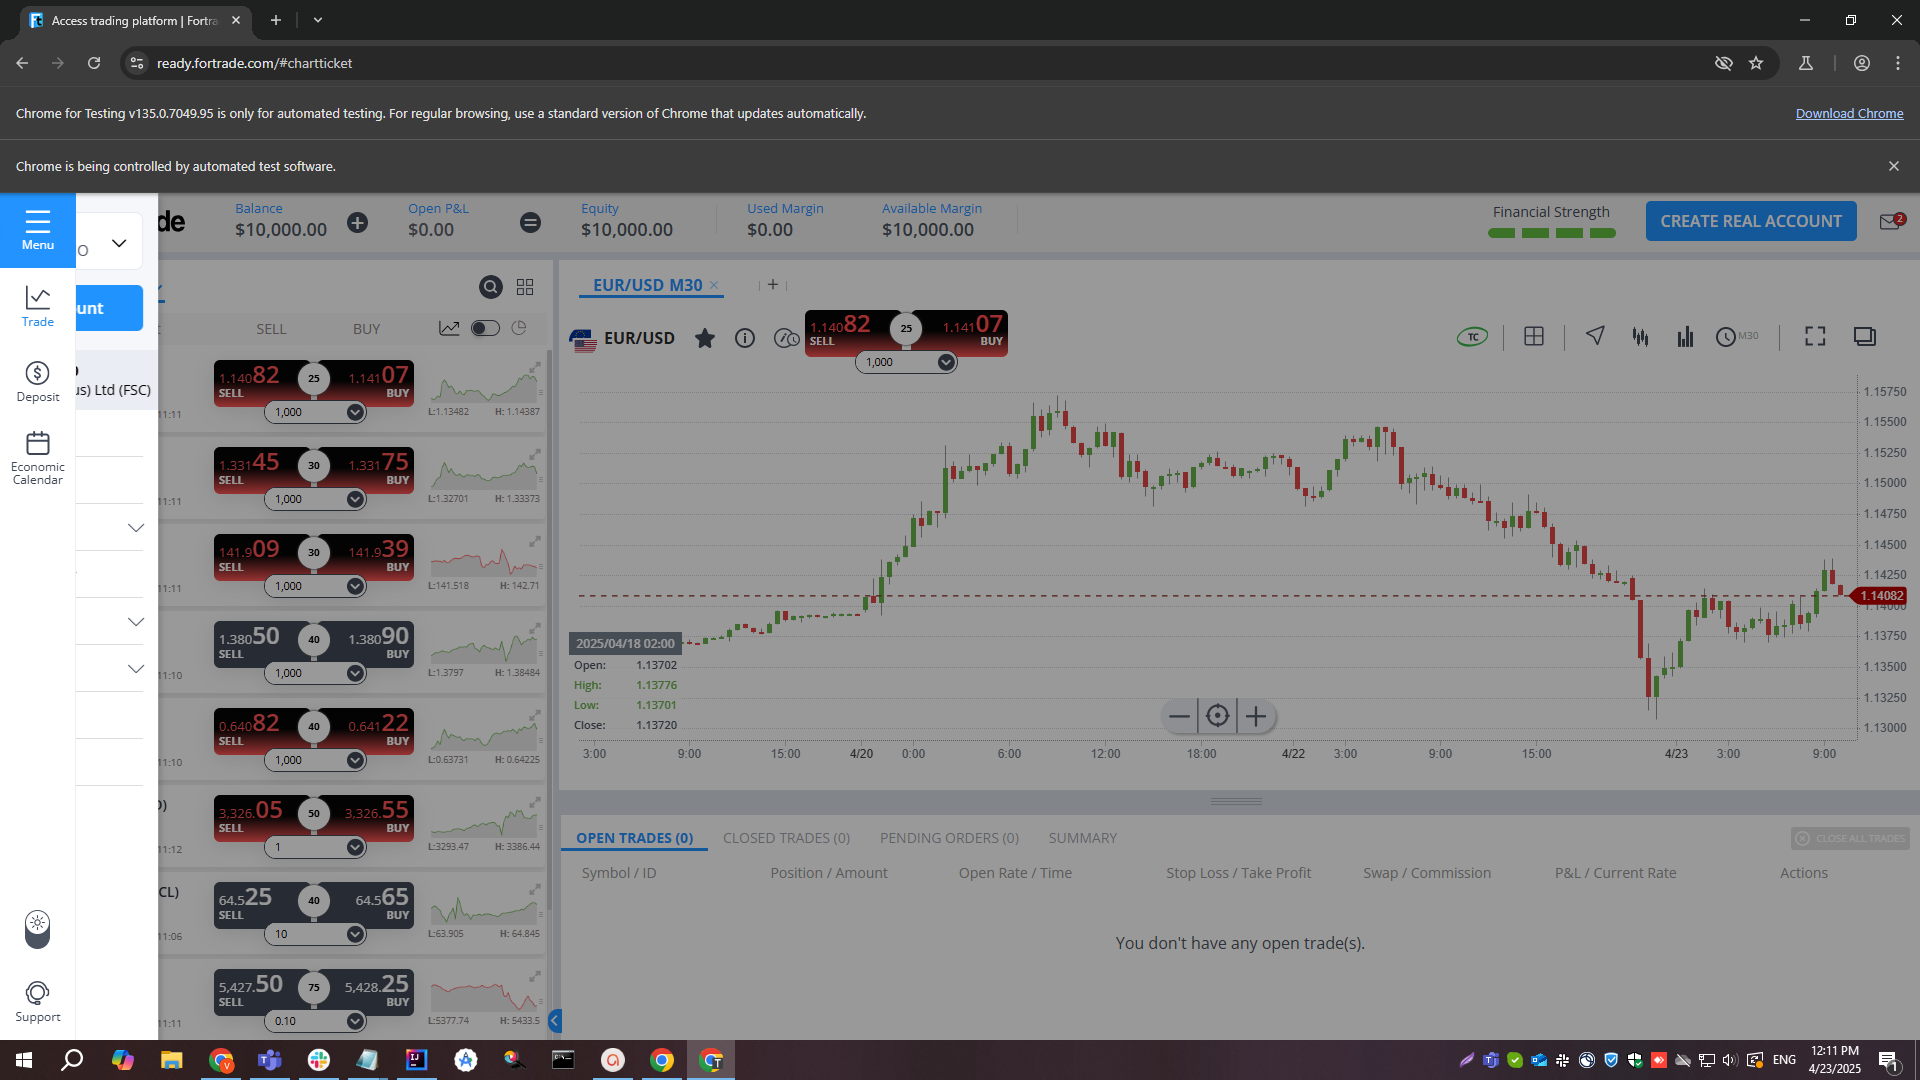 Access trading platform | Fortra
ready.fortrade.com/#chartticket
Chrome for Testing v135.0.7049.95 is only for automated testing. For regular browsing, use a standard version of Chrome that updates automatically.
Download Chrome
Chrome is being controlled by automated test software.
Menu
de
Balance
$10,000.00
Open P&L
$0.00
Equity
$10,000.00
Used Margin
$0.00
Available Margin
$10,000.00
Financial Strength
CREATE REAL ACCOUNT
2
Trade
Deposit
Economic
Calendar
Support
unt
us) Ltd (FSC)
SELL BUY
1.14082 25 1.14107
SELL BUY
1,000
11:11
L:1.13482 H: 1.14387
1.33145 30 1.33175
SELL BUY
1,000
11:11
L:1.32701 H: 1.33373
141.909 30 141.939
SELL BUY
1,000
11:11
L:141.518 H: 142.71
1.38050 40 1.38090
SELL BUY
1,000
11:10
L:1.3797 H: 1.38484
0.64082 40 0.64122
SELL BUY
1,000
11:10
L:0.63731 H: 0.64225
3,326.05 50 3,326.55
SELL BUY
1
11:12
L:3293.47 H: 3386.44
CL)
64.525 40 64.565
SELL BUY
10
11:06
L:63.905 H: 64.845
5,427.50 75 5,428.25
SELL BUY
0.10
11:11
L:5377.74 H: 5433.5
EUR/USD M30
EUR/USD
1.14082 25 1.14107
SELL BUY
1,000
TC
M30
1.15750
1.15500
1.15250
1.15000
1.14750
1.14500
1.14250
1.14082
1.14000
1.13750
1.13500
1.13250
1.13000
2025/04/18 02:00
Open: 1.13702
High: 1.13776
Low: 1.13701
Close: 1.13720
3:00 9:00 15:00 4/20 0:00 6:00 12:00 18:00 4/22 3:00 9:00 15:00 4/23 3:00 9:00
OPEN TRADES (0) CLOSED TRADES (0) PENDING ORDERS (0) SUMMARY
CLOSE ALL TRADES
Symbol / ID Position / Amount Open Rate / Time Stop Loss / Take Profit Swap / Commission P&L / Current Rate Actions
You don't have any open trade(s).
ENG
12:11 PM
4/23/2025
1